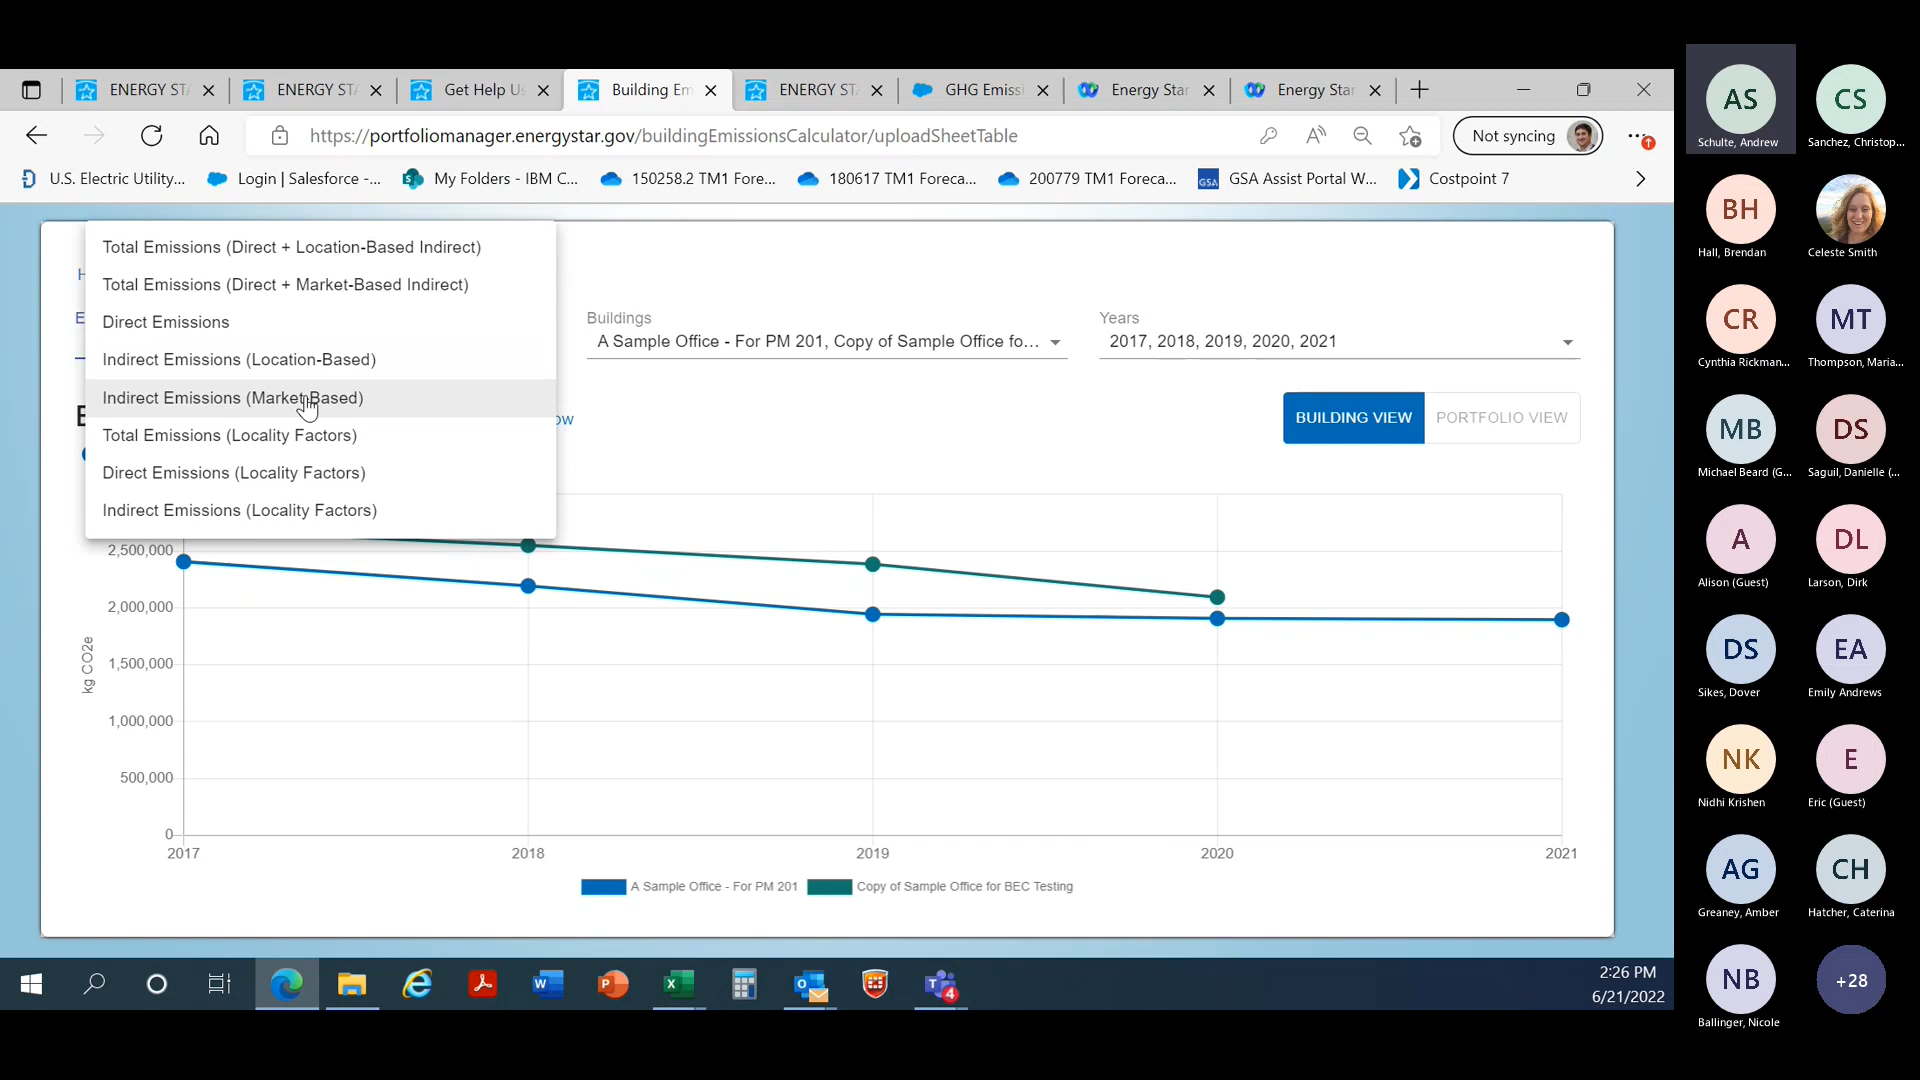 ENERGY ST
ENERGY ST
Get Help U
Building Em
ENERGY ST
GHG Emiss
Energy Star
Energy Star
https://portfoliomanager.energystar.gov/buildingEmissionsCalculator/uploadSheetTable
Not syncing
U.S. Electric Utility...
Login | Salesforce -...
My Folders - IBM C...
150258.2 TM1 Fore...
180617 TM1 Foreca...
200779 TM1 Foreca...
GSA
GSA Assist Portal W...
Costpoint 7
Total Emissions (Direct + Location-Based Indirect)
Total Emissions (Direct + Market-Based Indirect)
Direct Emissions
Indirect Emissions (Location-Based)
Indirect Emissions (Market-Based)
Total Emissions (Locality Factors)
Direct Emissions (Locality Factors)
Indirect Emissions (Locality Factors)
Buildings
A Sample Office - For PM 201, Copy of Sample Office fo...
Years
2017, 2018, 2019, 2020, 2021
ow
BUILDING VIEW
PORTFOLIO VIEW
2,500,000
2,000,000
1,500,000
1,000,000
500,000
0
kg CO2e
2017
2018
2019
2020
2021
A Sample Office - For PM 201
Copy of Sample Office for BEC Testing
2:26 PM
6/21/2022
4
AS
Schulte, Andrew
CS
Sanchez, Christop...
BH
Hall, Brendan
Celeste Smith
CR
Cynthia Rickman...
MT
Thompson, Maria...
MB
Michael Beard (G...
DS
Saguil, Danielle (...
A
Alison (Guest)
DL
Larson, Dirk
DS
Sikes, Dover
EA
Emily Andrews
NK
Nidhi Krishen
E
Eric (Guest)
AG
Greaney, Amber
CH
Hatcher, Caterina
NB
Ballinger, Nicole
+28